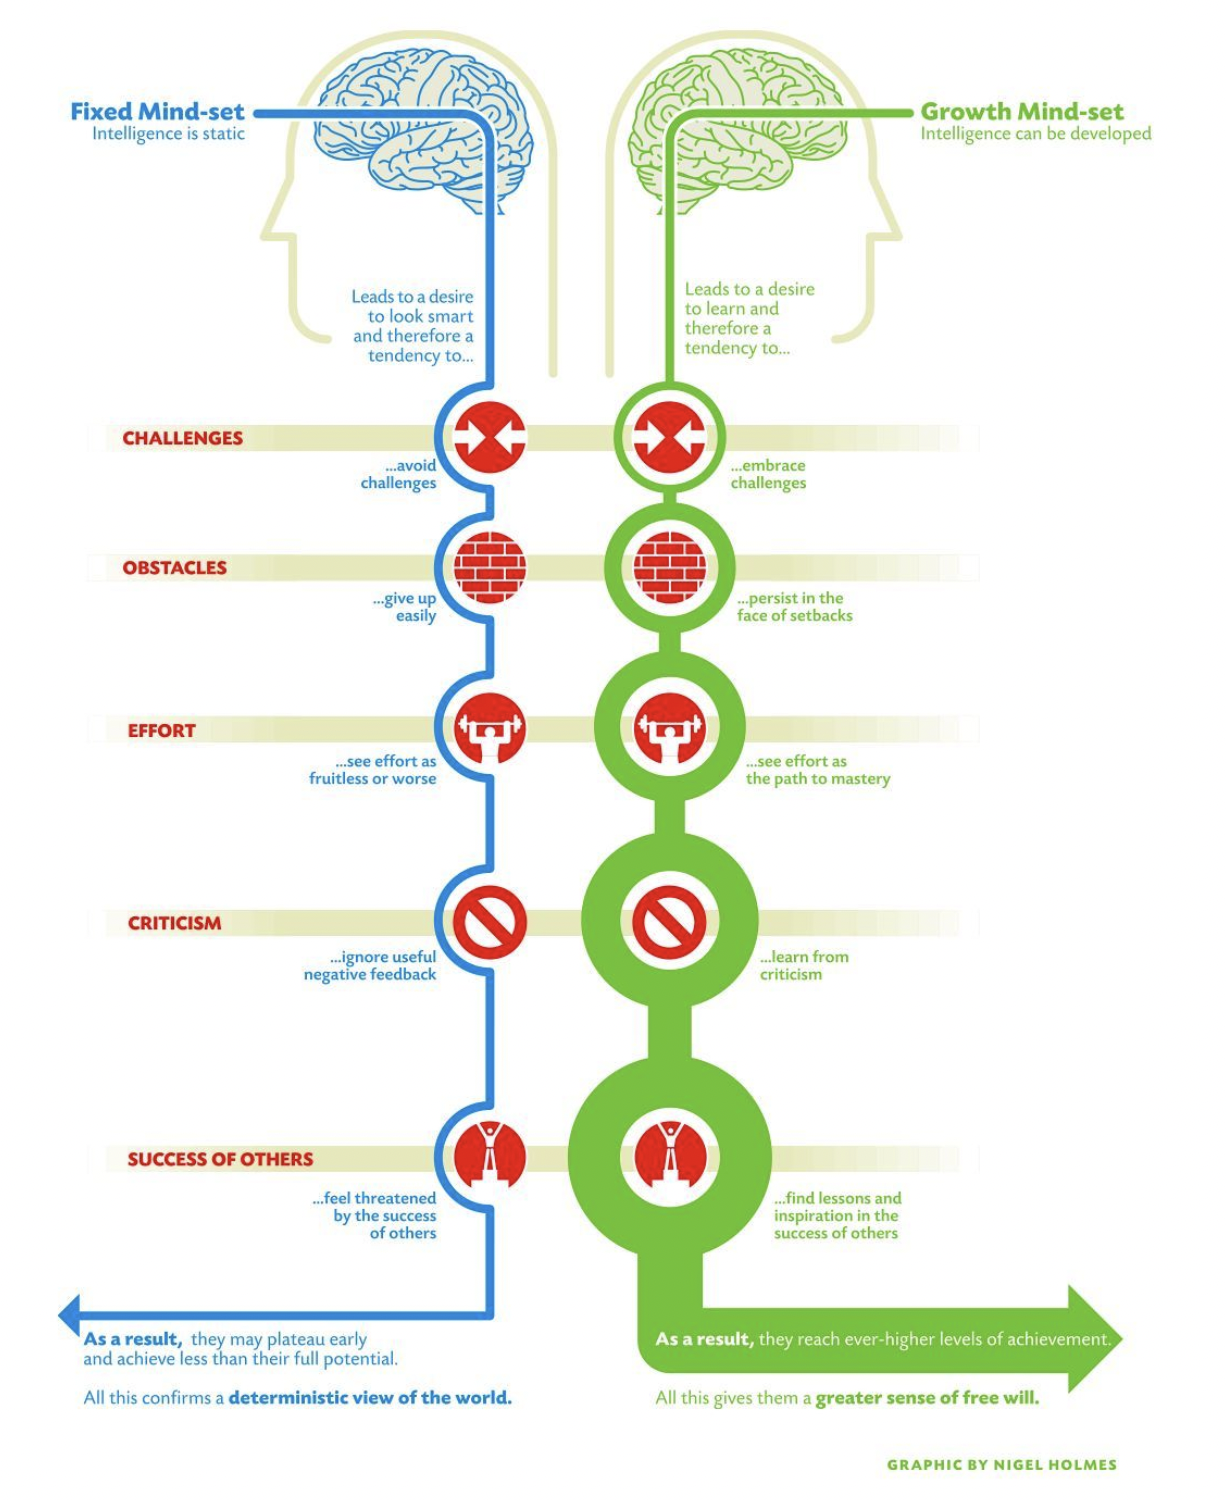 Fixed Mind-set
Intelligence is static
Growth Mind-set
Intelligence can be developed
Leads to a desire
to look smart
and therefore a
tendency to...
Leads to a desire
to learn and
therefore a
tendency to...
CHALLENGES
...avoid
challenges
...embrace
challenges
OBSTACLES
...give up
easily
...persist in the
face of setbacks
EFFORT
...see effort as
fruitless or worse
...see effort as
the path to mastery
CRITICISM
...ignore useful
negative feedback
...learn from
criticism
SUCCESS OF OTHERS
...feel threatened
by the success
of others
...find lessons and
inspiration in the
success of others
As a result, they may plateau early
and achieve less than their full potential.
All this confirms a deterministic view of the world.
As a result, they reach ever-higher levels of achievement.
All this gives them a greater sense of free will.
GRAPHIC BY NIGEL HOLMES